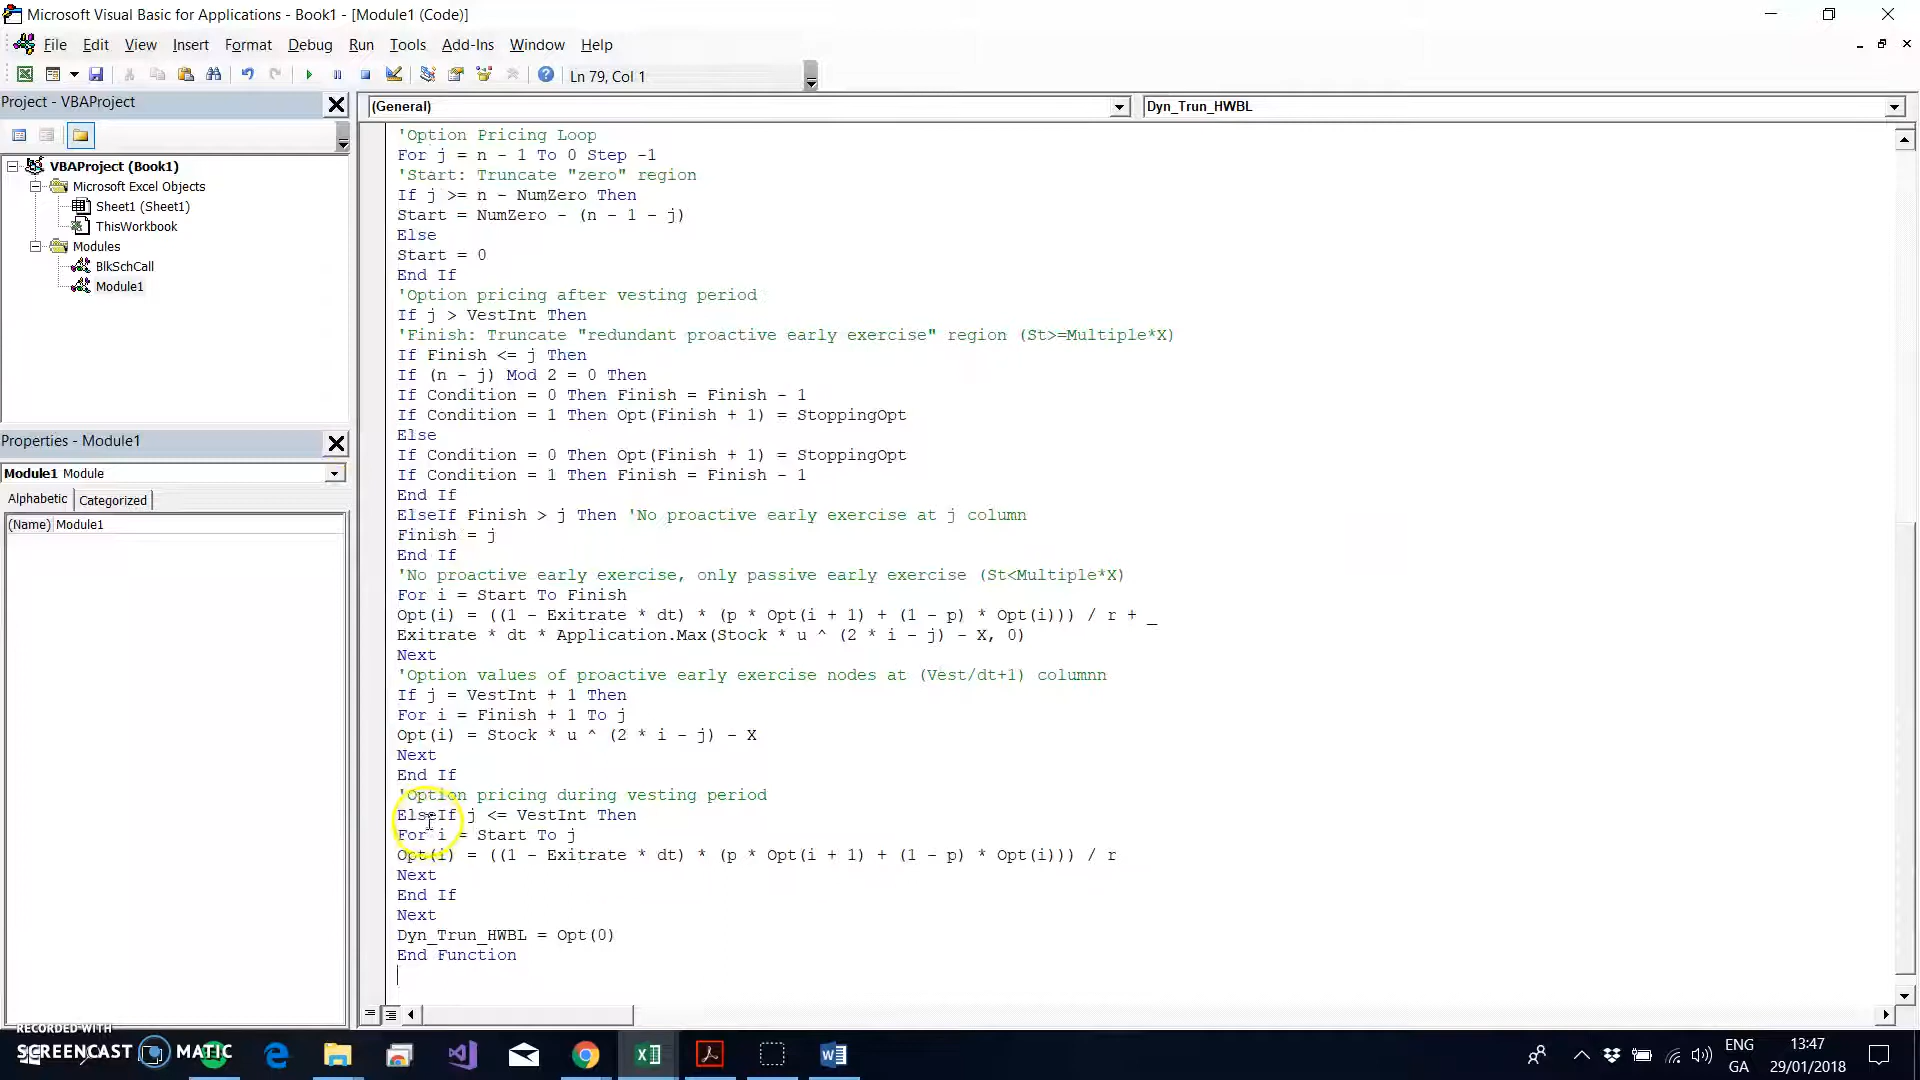 Microsoft Visual Basic for Applications - Book1 - [Module1 (Code)]
File Edit View Insert Format Debug Run Tools Add-Ins Window Help
Ln 79, Col 1
Project - VBAProject
(General)
Dyn_Trun_HWBL
VBAProject (Book1)
Microsoft Excel Objects
Sheet1 (Sheet1)
ThisWorkbook
Modules
BlkSchCall
Module1
Properties - Module1
Module1 Module
Alphabetic Categorized
(Name) Module1
'Option Pricing Loop
For j = n - 1 To 0 Step -1
'Start: Truncate "zero" region
If j >= n - NumZero Then
Start = NumZero - (n - 1 - j)
Else
Start = 0
End If
'Option pricing after vesting period
If j > VestInt Then
'Finish: Truncate "redundant proactive early exercise" region (St>=Multiple*X)
If Finish <= j Then
If (n - j) Mod 2 = 0 Then
If Condition = 0 Then Finish = Finish - 1
If Condition = 1 Then Opt(Finish + 1) = StoppingOpt
Else
If Condition = 0 Then Opt(Finish + 1) = StoppingOpt
If Condition = 1 Then Finish = Finish - 1
End If
ElseIf Finish > j Then 'No proactive early exercise at j column
Finish = j
End If
'No proactive early exercise, only passive early exercise (St<Multiple*X)
For i = Start To Finish
Opt(i) = ((1 - Exitrate * dt) * (p * Opt(i + 1) + (1 - p) * Opt(i))) / r + _
Exitrate * dt * Application.Max(Stock * u ^ (2 * i - j) - X, 0)
Next
'Option values of proactive early exercise nodes at (Vest/dt+1) columnn
If j = VestInt + 1 Then
For i = Finish + 1 To j
Opt(i) = Stock * u ^ (2 * i - j) - X
Next
End If
'Option pricing during vesting period
ElseIf j <= VestInt Then
For i = Start To j
Opt(i) = ((1 - Exitrate * dt) * (p * Opt(i + 1) + (1 - p) * Opt(i))) / r
Next
End If
Next
Dyn_Trun_HWBL = Opt(0)
End Function
RECORDED WITH
SCREENCAST MATIC
ENG
GA
13:47
29/01/2018